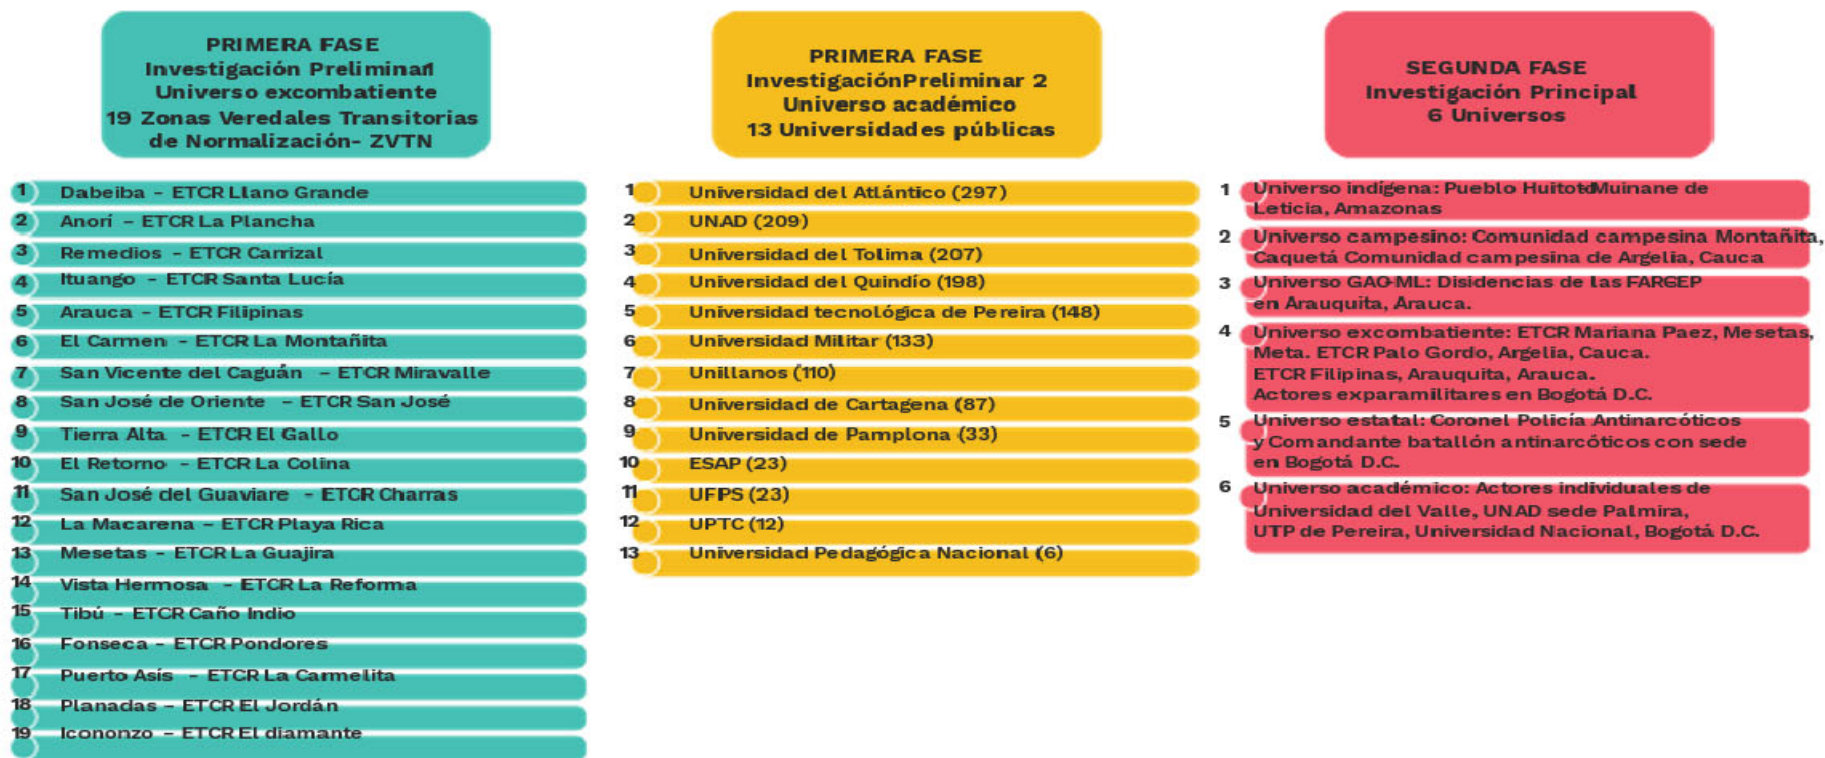 PRIMERA FASE
Investigación Preliminar1
Universo excombatiente
19 Zonas Veredales Transitorias
de Normalización- ZVTN
1 Dabeiba - ETCR Llano Grande
2 Anorí - ETCR La Plancha
3 Remedios - ETCR Carrizal
4 Ituango - ETCR Santa Lucía
5 Arauca - ETCR Filipinas
6 El Carmen - ETCR La Montañita
7 San Vicente del Caguán - ETCR Miravalle
8 San José de Oriente - ETCR San José
9 Tierra Alta - ETCR El Gallo
10 El Retorno - ETCR La Colina
11 San José del Guaviare - ETCR Charras
12 La Macarena - ETCR Playa Rica
13 Mesetas - ETCR La Guajira
14 Vista Hermosa - ETCR La Reforma
15 Tibú - ETCR Caño Indio
16 Fonseca - ETCR Pondores
17 Puerto Asís - ETCR La Carmelita
18 Planadas - ETCR El Jordán
19 Icononzo - ETCR El diamante
PRIMERA FASE
InvestigaciónPreliminar 2
Universo académico
13 Universidades públicas
1 Universidad del Atlántico (297)
2 UNAD (209)
3 Universidad del Tolima (207)
4 Universidad del Quindío (198)
5 Universidad tecnológica de Pereira (148)
6 Universidad Militar (133)
7 Unillanos (110)
8 Universidad de Cartagena (87)
9 Universidad de Pamplona (33)
10 ESAP (23)
11 UFPS (23)
12 UPTC (12)
13 Universidad Pedagógica Nacional (6)
SEGUNDA FASE
Investigación Principal
6 Universos
1 Universo indígena: Pueblo Huitoto-Muinane de
Leticia, Amazonas
2 Universo campesino: Comunidad campesina Montañita,
Caquetá Comunidad campesina de Argelia, Cauca
3 Universo GAO-ML: Disidencias de las FARC-EP
en Arauquita, Arauca.
4 Universo excombatiente: ETCR Mariana Paez, Mesetas,
Meta. ETCR Palo Gordo, Argelia, Cauca.
ETCR Filipinas, Arauquita, Arauca.
Actores exparamilitares en Bogotá D.C.
5 Universo estatal: Coronel Policía Antinarcóticos
y Comandante batallón antinarcóticos con sede
en Bogotá D.C.
6 Universo académico: Actores individuales de
Universidad del Valle, UNAD sede Palmira,
UTP de Pereira, Universidad Nacional, Bogotá D.C.